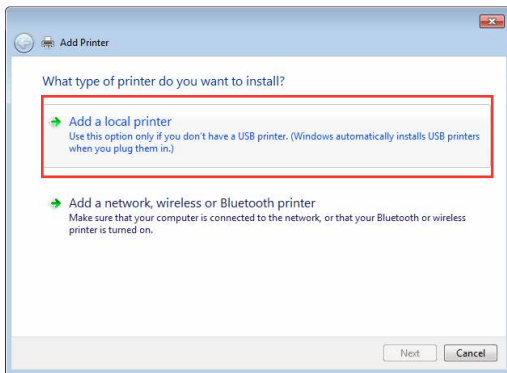 Add Printer
What type of printer do you want to install?
Add a local printer
Use this option only if you don't have a USB printer. (Windows automatically installs USB printers
when you plug them in.)
Add a network, wireless or Bluetooth printer
Make sure that your computer is connected to the network, or that your Bluetooth or wireless
printer is turned on.
Next Cancel